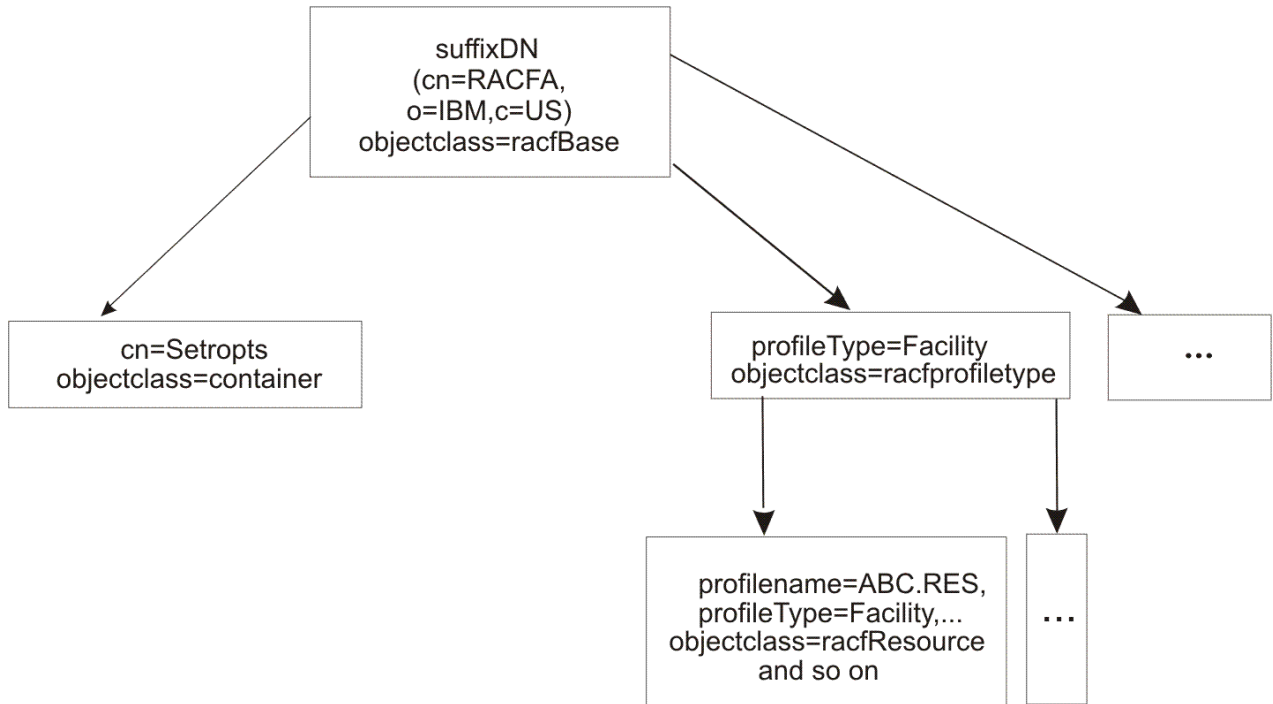 suffixDN
(cn=RACFA,
o=IBM,c=US)
objectclass=racfBase
cn=Setropts
objectclass=container
profileType=Facility
objectclass=racfprofiletype
...
profilename=ABC.RES,
profileType=Facility,...
objectclass=racfResource
and so on
...